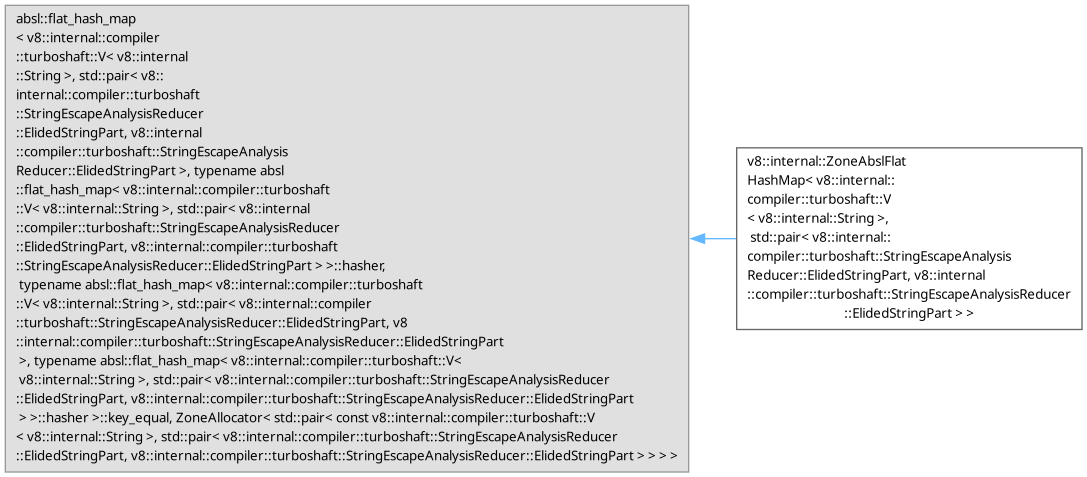 absl::flat_hash_map
< v8::internal::compiler
::turboshaft::V< v8::internal
::String >, std::pair< v8::
internal::compiler::turboshaft
::StringEscapeAnalysisReducer
::ElidedStringPart, v8::internal
::compiler::turboshaft::StringEscapeAnalysis
Reducer::ElidedStringPart >, typename absl
::flat_hash_map< v8::internal::compiler::turboshaft
::V< v8::internal::String >, std::pair< v8::internal
::compiler::turboshaft::StringEscapeAnalysisReducer
::ElidedStringPart, v8::internal::compiler::turboshaft
::StringEscapeAnalysisReducer::ElidedStringPart > >::hasher,
typename absl::flat_hash_map< v8::internal::compiler::turboshaft
::V< v8::internal::String >, std::pair< v8::internal::compiler
::turboshaft::StringEscapeAnalysisReducer::ElidedStringPart, v8
::internal::compiler::turboshaft::StringEscapeAnalysisReducer::ElidedStringPart
>, typename absl::flat_hash_map< v8::internal::compiler::turboshaft::V<
v8::internal::String >, std::pair< v8::internal::compiler::turboshaft::StringEscapeAnalysisReducer
::ElidedStringPart, v8::internal::compiler::turboshaft::StringEscapeAnalysisReducer::ElidedStringPart
> >::hasher >::key_equal, ZoneAllocator< std::pair< const v8::internal::compiler::turboshaft::V
< v8::internal::String >, std::pair< v8::internal::compiler::turboshaft::StringEscapeAnalysisReducer
::ElidedStringPart, v8::internal::compiler::turboshaft::StringEscapeAnalysisReducer::ElidedStringPart > > > >
v8::internal::ZoneAbslFlat
HashMap< v8::internal::
compiler::turboshaft::V
< v8::internal::String >,
std::pair< v8::internal::
compiler::turboshaft::StringEscapeAnalysis
Reducer::ElidedStringPart, v8::internal
::compiler::turboshaft::StringEscapeAnalysisReducer
::ElidedStringPart > >